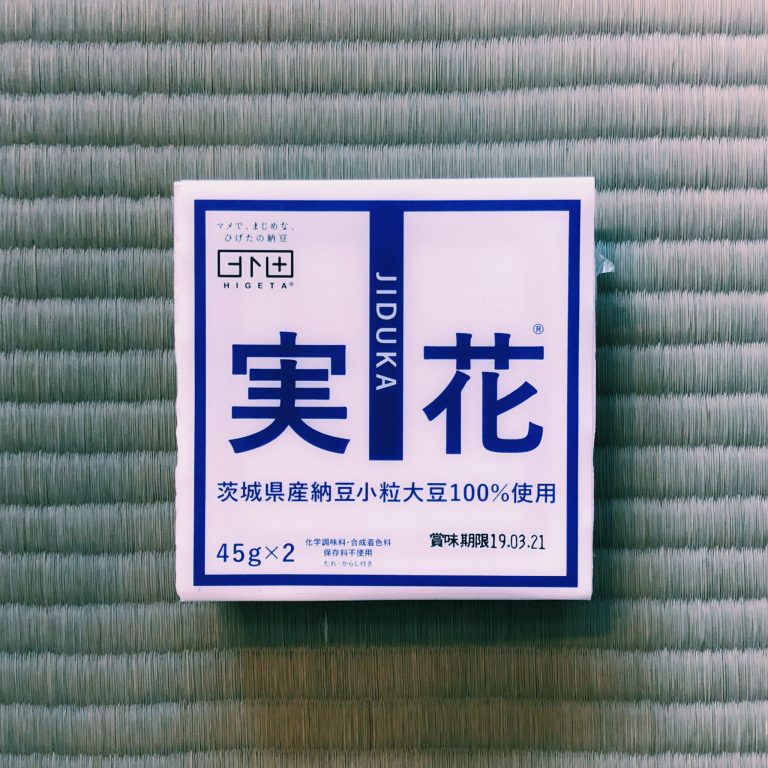 マメで、まじめな、
ひげたの納豆
HIGETA®
JIDUKA
実花®
茨城県産納豆小粒大豆100%使用
45g×2
化学調味料・合成着色料
保存料不使用
たれ・からし付き
賞味期限19.03.21